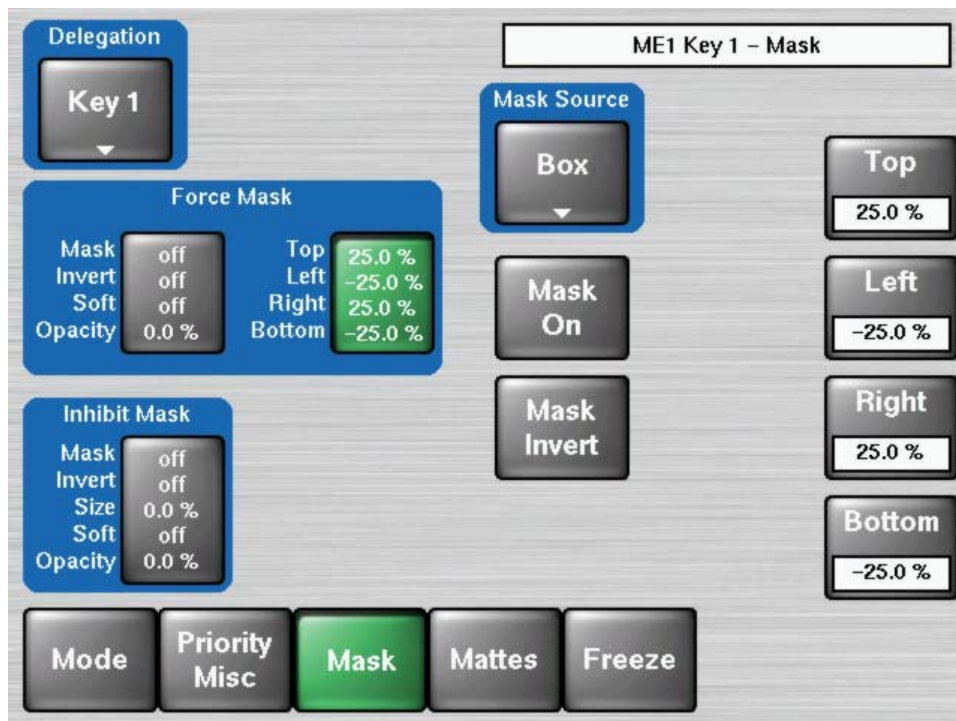 Delegation
Key 1
ME1 Key 1 – Mask
Mask Source
Box
Force Mask
Mask off
Invert off
Soft off
Opacity 0.0 %
Top 25.0 %
Left –25.0 %
Right 25.0 %
Bottom –25.0 %
Mask On
Mask Invert
Top
25.0 %
Left
–25.0 %
Right
25.0 %
Bottom
–25.0 %
Inhibit Mask
Mask off
Invert off
Size 0.0 %
Soft off
Opacity 0.0 %
Mode
Priority Misc
Mask
Mattes
Freeze